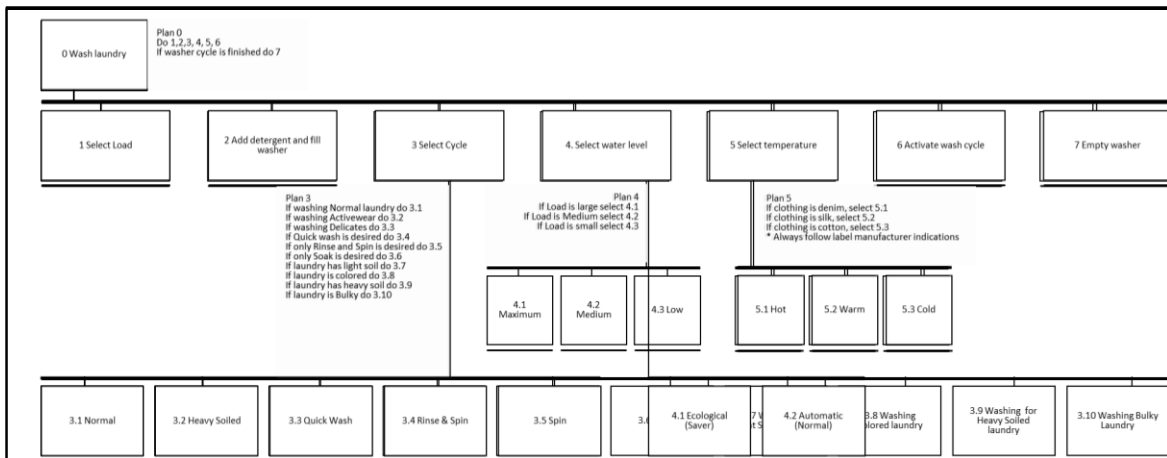 0 Wash laundry
Plan 0
Do 1,2,3, 4, 5, 6
If washer cycle is finished do 7
1 Select Load
2 Add detergent and fill
washer
3 Select Cycle
4. Select water level
5 Select temperature
6 Activate wash cycle
7 Empty washer
Plan 3
If washing Normal laundry do 3.1
If washing Activewear do 3.2
If washing Delicates do 3.3
If Quick wash is desired do 3.4
If only Rinse and Spin is desired do 3.5
If only Soak is desired do 3.6
If laundry has light soil do 3.7
If laundry is colored do 3.8
If laundry has heavy soil do 3.9
If laundry is Bulky do 3.10
Plan 4
If Load is large select 4.1
If Load is Medium select 4.2
If Load is small select 4.3
Plan 5
If clothing is denim, select 5.1
If clothing is silk, select 5.2
If clothing is cotton, select 5.3
* Always follow label manufacturer indications
4.1
Maximum
4.2
Medium
4.3 Low
5.1 Hot
5.2 Warm
5.3 Cold
3.1 Normal
3.2 Heavy Soiled
3.3 Quick Wash
3.4 Rinse & Spin
3.5 Spin
4.1 Ecological
(Saver)
4.2 Automatic
(Normal)
3.8 Washing
laundry
3.9 Washing for
Heavy Soiled
laundry
3.10 Washing Bulky
Laundry